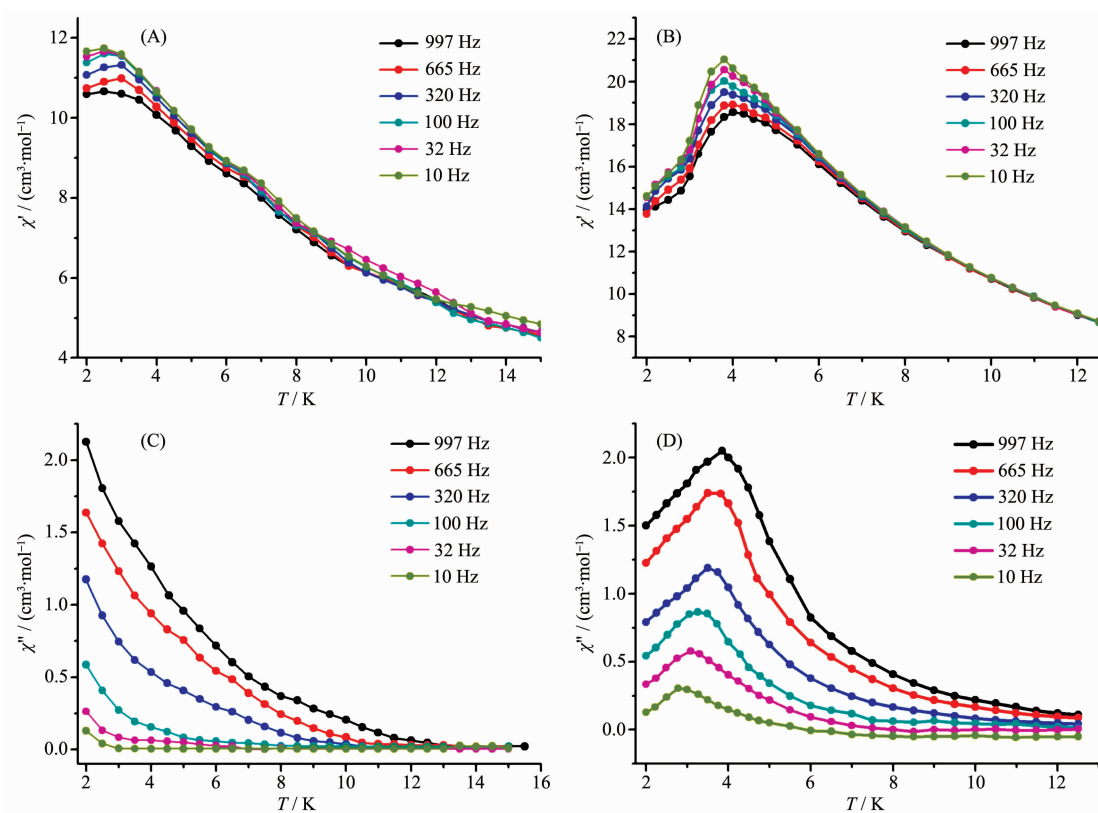 (A)
997 Hz
665 Hz
320 Hz
100 Hz
32 Hz
10 Hz
12
10
8
6
4
χ' / (cm³·mol⁻¹)
2 4 6 8 10 12 14
T / K
(B)
997 Hz
665 Hz
320 Hz
100 Hz
32 Hz
10 Hz
22
20
18
16
14
12
10
8
χ' / (cm³·mol⁻¹)
2 4 6 8 10 12
T / K
(C)
997 Hz
665 Hz
320 Hz
100 Hz
32 Hz
10 Hz
2.0
1.5
1.0
0.5
0.0
χ" / (cm³·mol⁻¹)
2 4 6 8 10 12 14 16
T / K
(D)
997 Hz
665 Hz
320 Hz
100 Hz
32 Hz
10 Hz
2.0
1.5
1.0
0.5
0.0
χ" / (cm³·mol⁻¹)
2 4 6 8 10 12
T / K